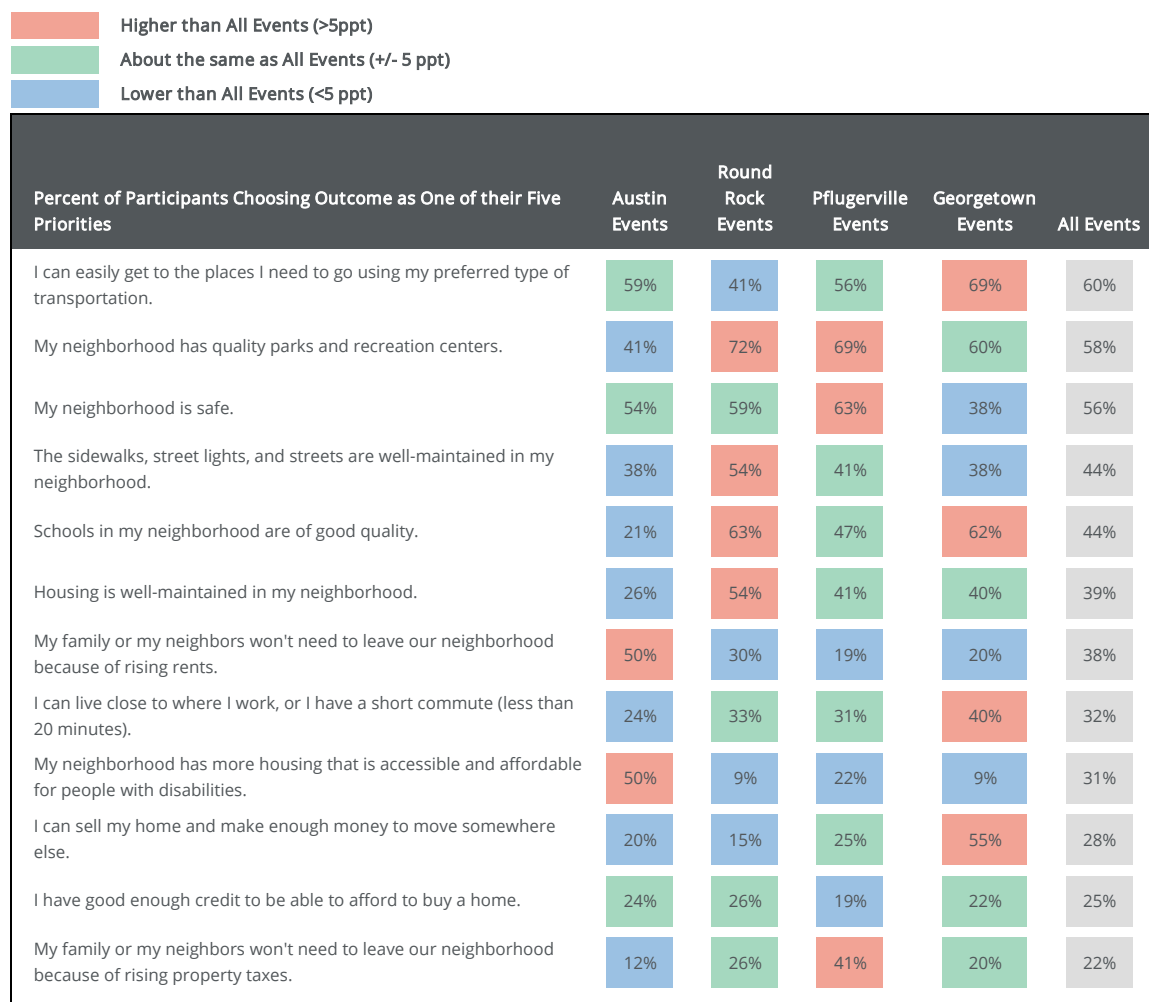 Higher than All Events (>5ppt)
About the same as All Events (+/- 5 ppt)
Lower than All Events (<5 ppt)
Percent of Participants Choosing Outcome as One of their Five
Priorities
Austin
Events
Round
Rock
Events
Pflugerville
Events
Georgetown
Events
All Events
I can easily get to the places I need to go using my preferred type of
transportation.
59% 41% 56% 69% 60%
My neighborhood has quality parks and recreation centers. 41% 72% 69% 60% 58%
My neighborhood is safe. 54% 59% 63% 38% 56%
The sidewalks, street lights, and streets are well-maintained in my
neighborhood.
38% 54% 41% 38% 44%
Schools in my neighborhood are of good quality. 21% 63% 47% 62% 44%
Housing is well-maintained in my neighborhood. 26% 54% 41% 40% 39%
My family or my neighbors won't need to leave our neighborhood
because of rising rents.
50% 30% 19% 20% 38%
I can live close to where I work, or I have a short commute (less than
20 minutes).
24% 33% 31% 40% 32%
My neighborhood has more housing that is accessible and affordable
for people with disabilities.
50% 9% 22% 9% 31%
I can sell my home and make enough money to move somewhere
else.
20% 15% 25% 55% 28%
I have good enough credit to be able to afford to buy a home. 24% 26% 19% 22% 25%
My family or my neighbors won't need to leave our neighborhood
because of rising property taxes.
12% 26% 41% 20% 22%